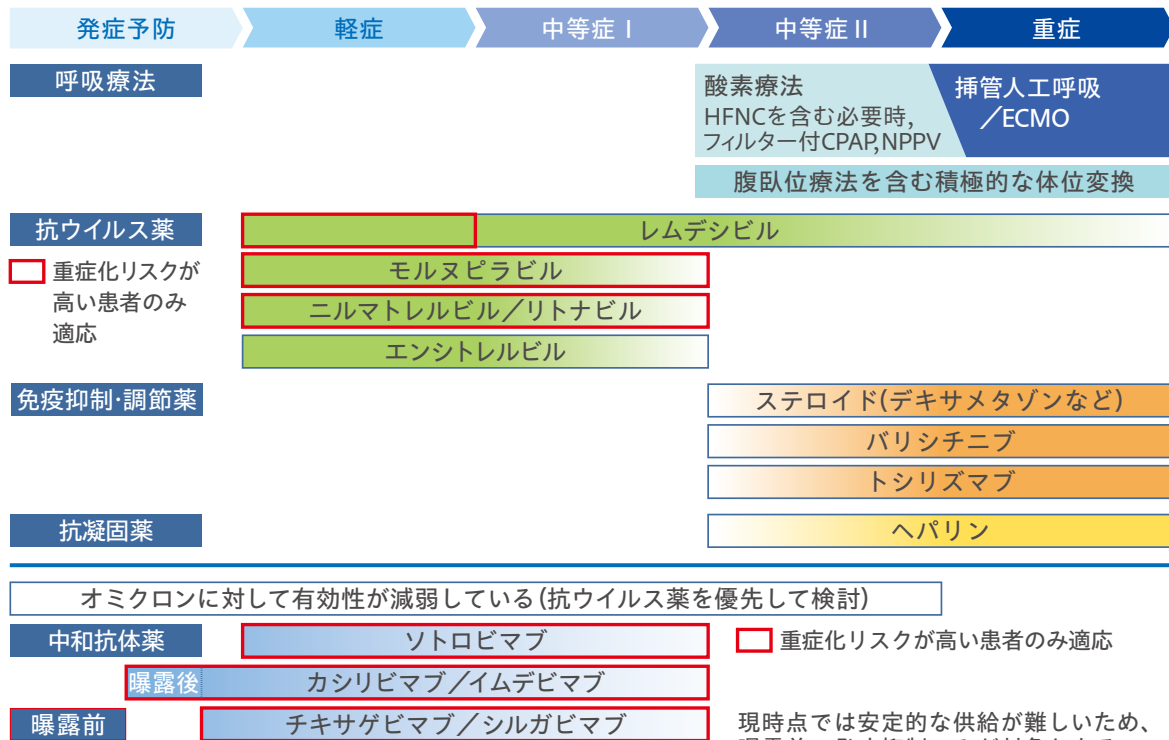 発症予防
軽症
中等症Ⅰ
中等症Ⅱ
重症
呼吸療法
酸素療法
HFNCを含む必要時,
フィルター付CPAP,NPPV
挿管人工呼吸
／ECMO
腹臥位療法を含む積極的な体位変換
抗ウイルス薬
レムデシビル
重症化リスクが
高い患者のみ
適応
モルヌピラビル
ニルマトレルビル／リトナビル
エンシトレルビル
免疫抑制・調節薬
ステロイド(デキサメタゾンなど)
バリシチニブ
トシリズマブ
抗凝固薬
ヘパリン
オミクロンに対して有効性が減弱している(抗ウイルス薬を優先して検討)
中和抗体薬
ソトロビマブ
重症化リスクが高い患者のみ適応
曝露後
カシリビマブ／イムデビマブ
曝露前
チキサゲビマブ／シルガビマブ
現時点では安定的な供給が難しいため、